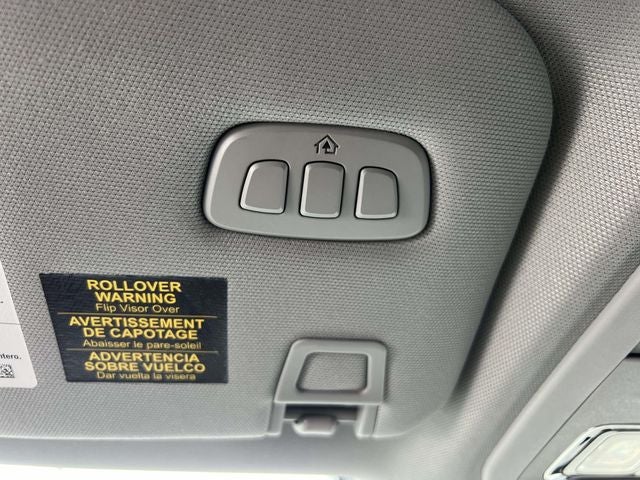 ROLLOVER
WARNING
Flip Visor Over
AVERTISSEMENT
DE CAPOTAGE
Abaisser le pare-soleil
ADVERTENCIA
SOBRE VUELCO
Dar vuelta la visera
ntero.